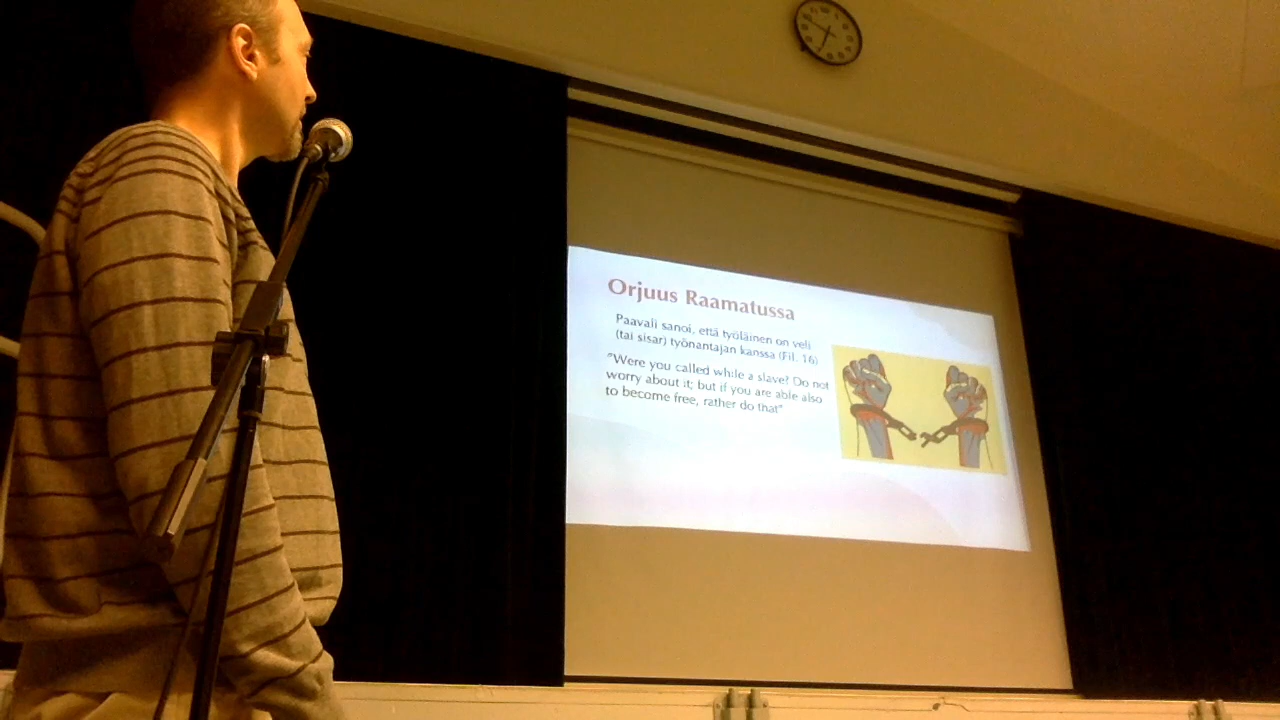 Orjuus Raamatussa
Paavali sanoi, että työläinen on veli
(tai sisar) työnantajan kanssa (Fil. 16)
"Were you called while a slave? Do not
worry about it; but if you are able also
to become free, rather do that"